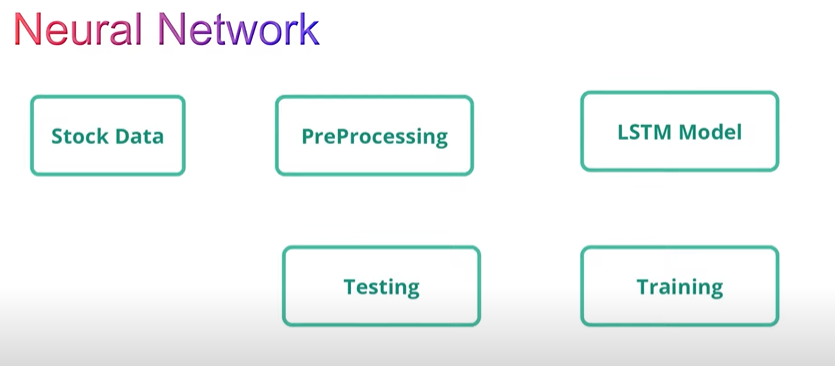 Neural Network
Stock Data
PreProcessing
LSTM Model
Testing
Training